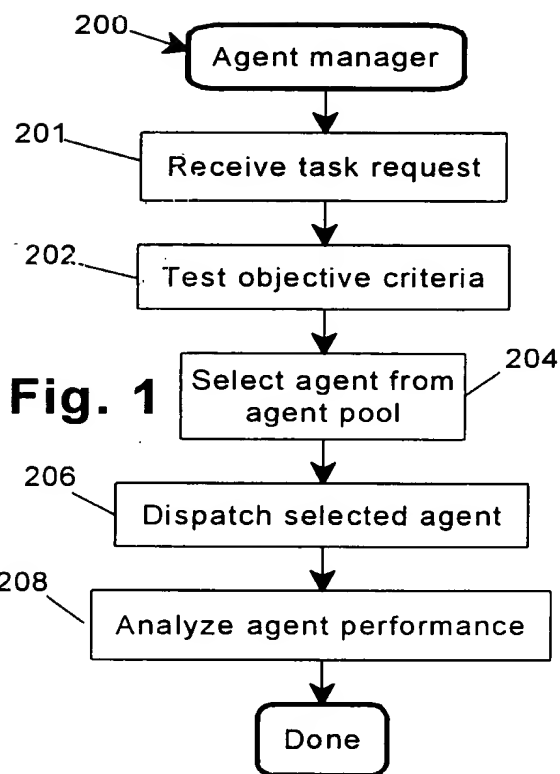 200
Agent manager
201
Receive task request
202
Test objective criteria
204
Select agent from
agent pool
Fig. 1
206
Dispatch selected agent
208
Analyze agent performance
Done